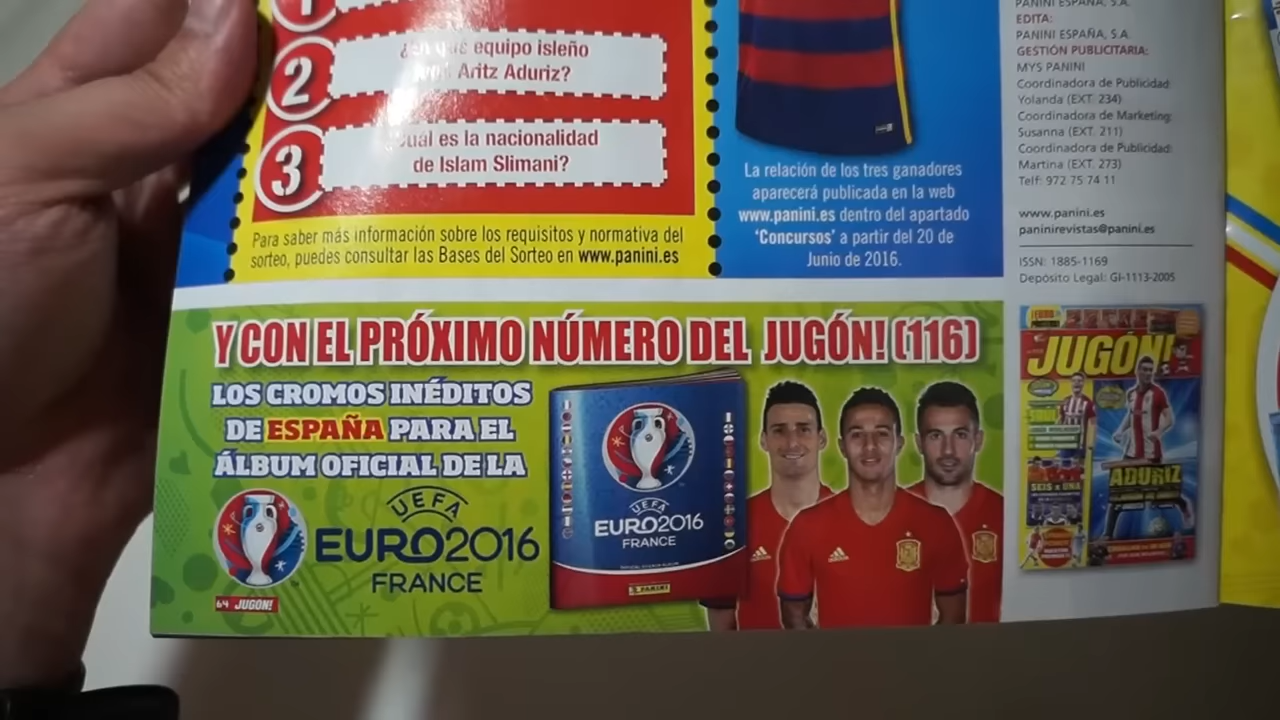 1
2
equipo isleño
Aritz Aduriz?
3
es la nacionalidad
de Islam Slimani?
Para saber más información sobre los requisitos y normativa del
sorteo, puedes consultar las Bases del Sorteo en www.panini.es
La relación de los tres ganadores
aparecerá publicada en la web
www.panini.es dentro del apartado
'Concursos' a partir del 20 de
Junio de 2016.
PANINI ESPAÑA, S.A.
EDITA:
PANINI ESPAÑA, S.A.
GESTIÓN PUBLICITARIA:
MYS PANINI
Coordinadora de Publicidad:
Yolanda (EXT. 234)
Coordinadora de Marketing:
Susanna (EXT. 211)
Coordinadora de Publicidad:
Martina (EXT. 273)
Telf: 972 75 74 11
www.panini.es
paninirevistas@panini.es
ISSN: 1885-1169
Depósito Legal: GI-1113-2005
Y CON EL PRÓXIMO NÚMERO DEL JUGÓN! (116)
LOS CROMOS INÉDITOS
DE ESPAÑA PARA EL
ÁLBUM OFICIAL DE LA
UEFA
EURO2016
FRANCE
64 JUGÓN!
UEFA
EURO2016
FRANCE
OFFICIAL STICKER ALBUM
PANINI
JUGÓN!
SEIS x UNA
ADURIZ